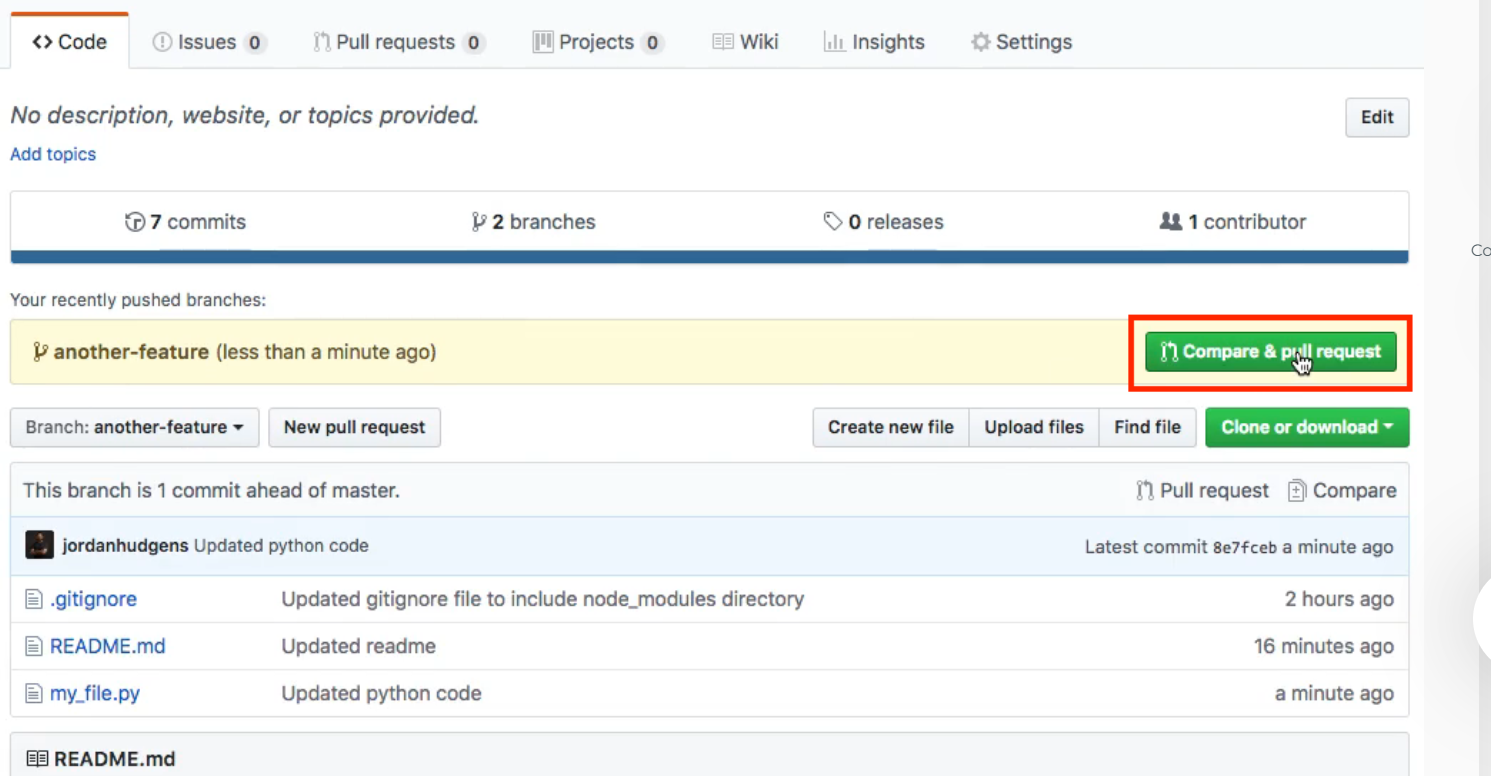 Code Issues 0 Pull requests 0 Projects 0 Wiki Insights Settings
No description, website, or topics provided. Edit
Add topics
7 commits 2 branches 0 releases 1 contributor
Co
Your recently pushed branches:
another-feature (less than a minute ago) Compare & pull request
Branch: another-feature New pull request Create new file Upload files Find file Clone or download
This branch is 1 commit ahead of master. Pull request Compare
jordanhudgens Updated python code Latest commit 8e7fceb a minute ago
.gitignore Updated gitignore file to include node_modules directory 2 hours ago
README.md Updated readme 16 minutes ago
my_file.py Updated python code a minute ago
README.md